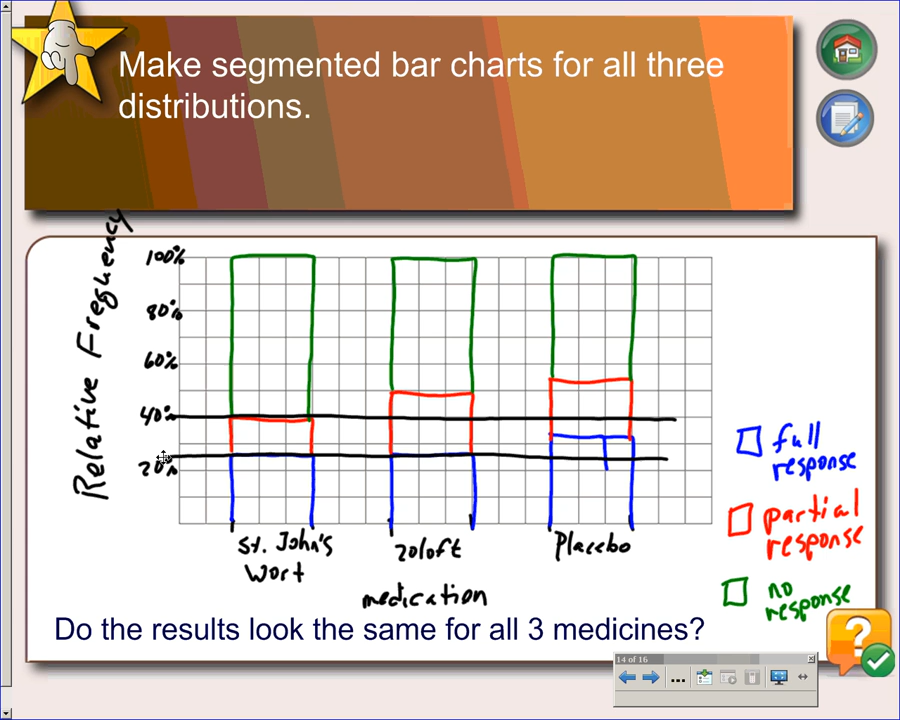 Make segmented bar charts for all three
distributions.
Relative Frequency
100%
80%
60%
40%
20%
St. John's
Wort
Zoloft
Placebo
medication
full
response
partial
response
no
response
Do the results look the same for all 3 medicines?
14 of 16